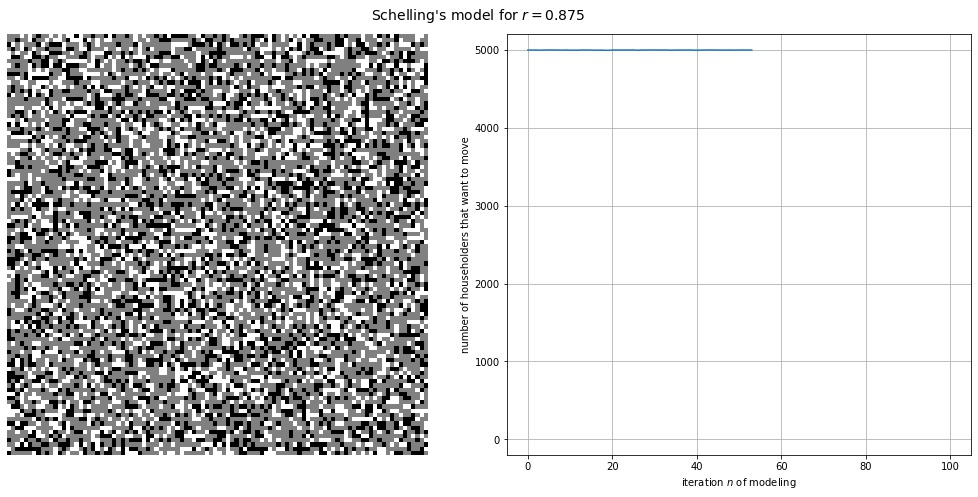 Schelling's model for r = 0.875
number of householders that want to move
5000
4000
3000
2000
1000
0
0 20 40 60 80 100
iteration n of modeling